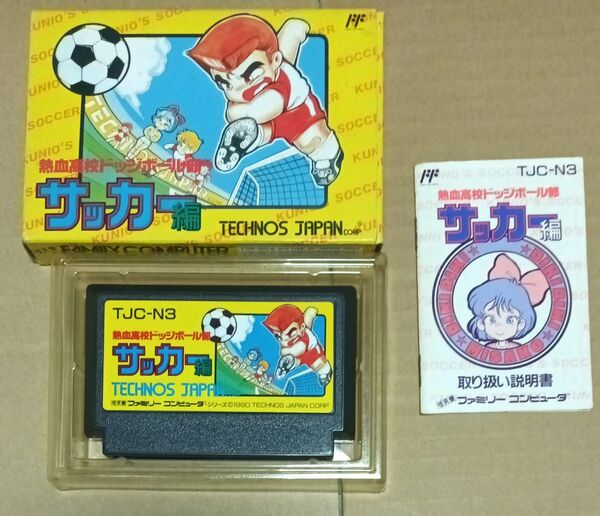 KUNIO'S SOCCER
熱血高校ドッジボール部
サッカー編
TECHNOS JAPAN CORP.
FAMILY COMPUTER
TJC-N3
熱血高校ドッジボール部
サッカー編
TECHNOS JAPAN
任天堂 ファミリーコンピュータ シリーズ ©1990 TECHNOS JAPAN CORP.
TJC-N3
熱血高校ドッジボール部
サッカー編
MISAKO
取り扱い説明書
任天堂 ファミリー コンピュータ